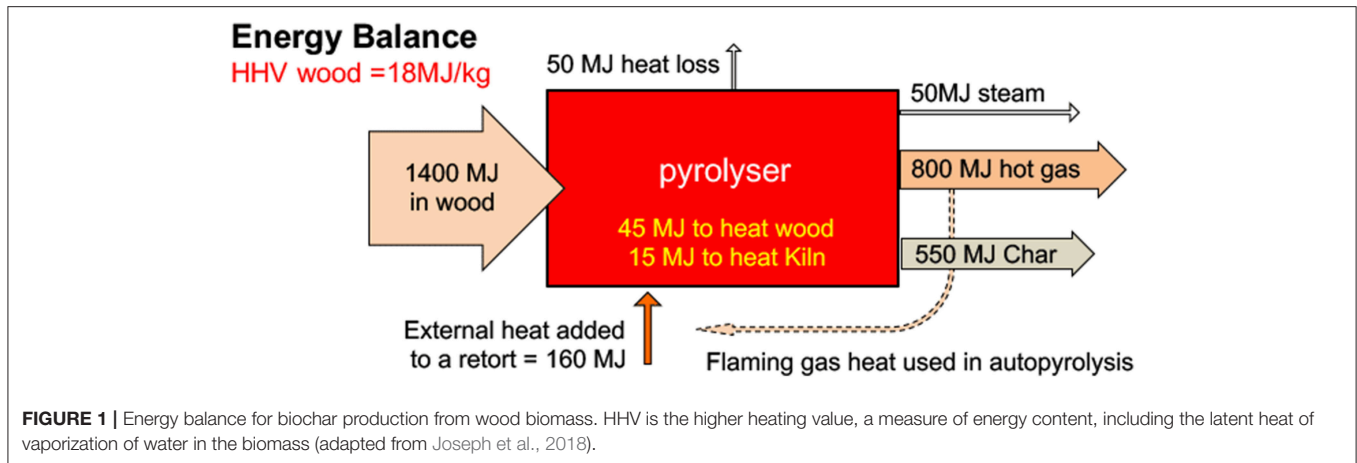 Energy Balance
HHV wood =18MJ/kg
50 MJ heat loss
50MJ steam
1400 MJ
in wood
pyrolyser
800 MJ hot gas
45 MJ to heat wood
15 MJ to heat Kiln
550 MJ Char
External heat added
to a retort = 160 MJ
Flaming gas heat used in autopyrolysis
FIGURE 1 | Energy balance for biochar production from wood biomass. HHV is the higher heating value, a measure of energy content, including the latent heat of
vaporization of water in the biomass (adapted from Joseph et al., 2018).